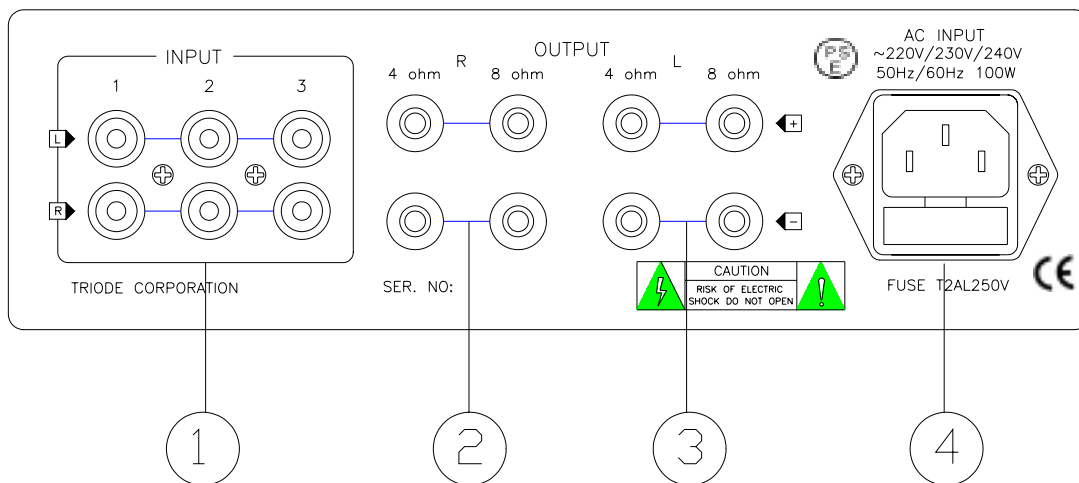 INPUT
1 2 3
L
R
TRIODE CORPORATION
OUTPUT
R L
4 ohm 8 ohm 4 ohm 8 ohm
+
-
SER. NO:
CAUTION
RISK OF ELECTRIC
SHOCK DO NOT OPEN
!
PS
E
AC INPUT
~220V/230V/240V
50Hz/60Hz 100W
FUSE T2AL250V
CE
1 2 3 4